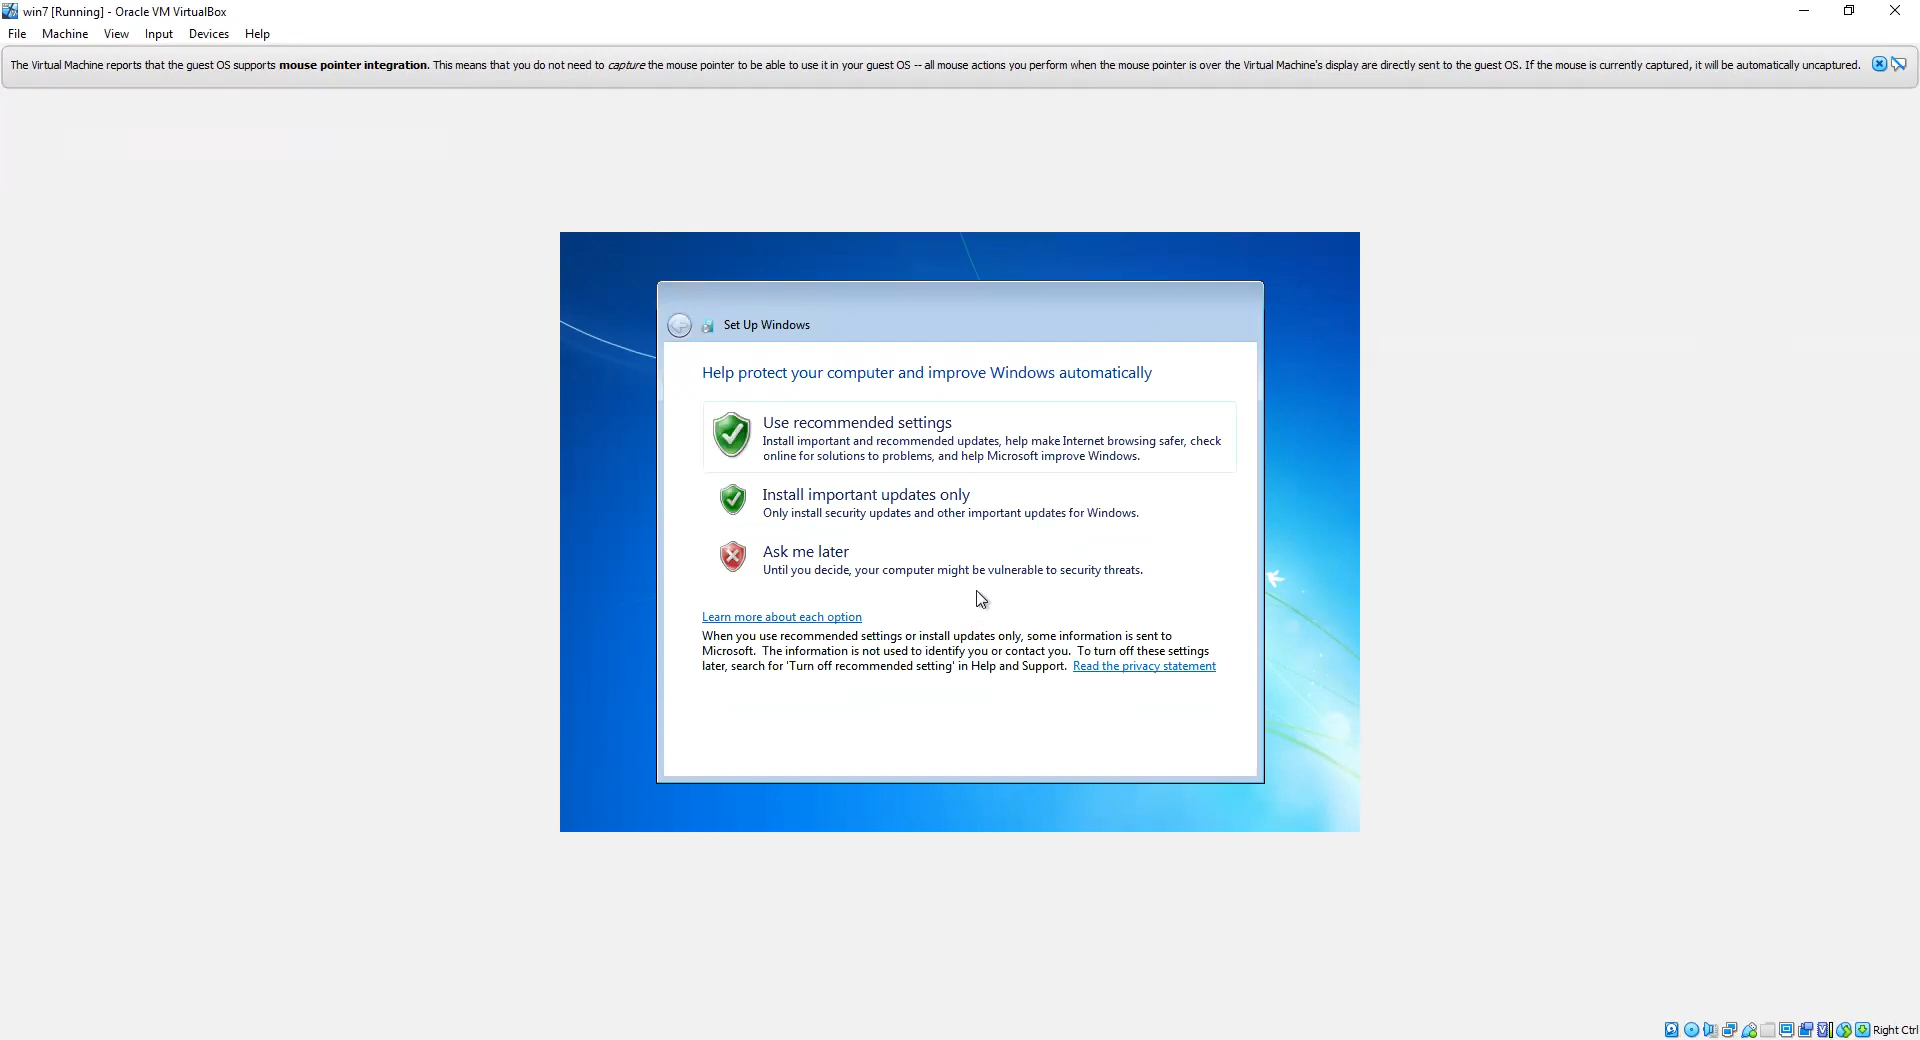 win7 [Running] - Oracle VM VirtualBox
File Machine View Input Devices Help
The Virtual Machine reports that the guest OS supports mouse pointer integration. This means that you do not need to capture the mouse pointer to be able to use it in your guest OS -- all mouse actions you perform when the mouse pointer is over the Virtual Machine's display are directly sent to the guest OS. If the mouse is currently captured, it will be automatically uncaptured.
Set Up Windows
Help protect your computer and improve Windows automatically
Use recommended settings
Install important and recommended updates, help make Internet browsing safer, check
online for solutions to problems, and help Microsoft improve Windows.
Install important updates only
Only install security updates and other important updates for Windows.
Ask me later
Until you decide, your computer might be vulnerable to security threats.
Learn more about each option
When you use recommended settings or install updates only, some information is sent to
Microsoft. The information is not used to identify you or contact you. To turn off these settings
later, search for 'Turn off recommended setting' in Help and Support. Read the privacy statement
Right Ctrl